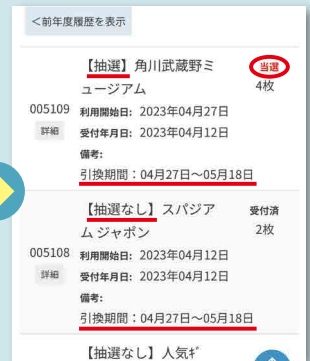 <前年度履歴を表示
【抽選】角川武蔵野ミ 当選
ュージアム 4枚
005109 利用開始日: 2023年04月27日
詳細 受付年月日: 2023年04月12日
備考:
引換期間：04月27日～05月18日
【抽選なし】スパジア 受付済
ム ジャポン 2枚
005108 利用開始日: 2023年04月12日
詳細 受付年月日: 2023年04月12日
備考:
引換期間：04月27日～05月18日
【抽選なし】人気ｷﾞ